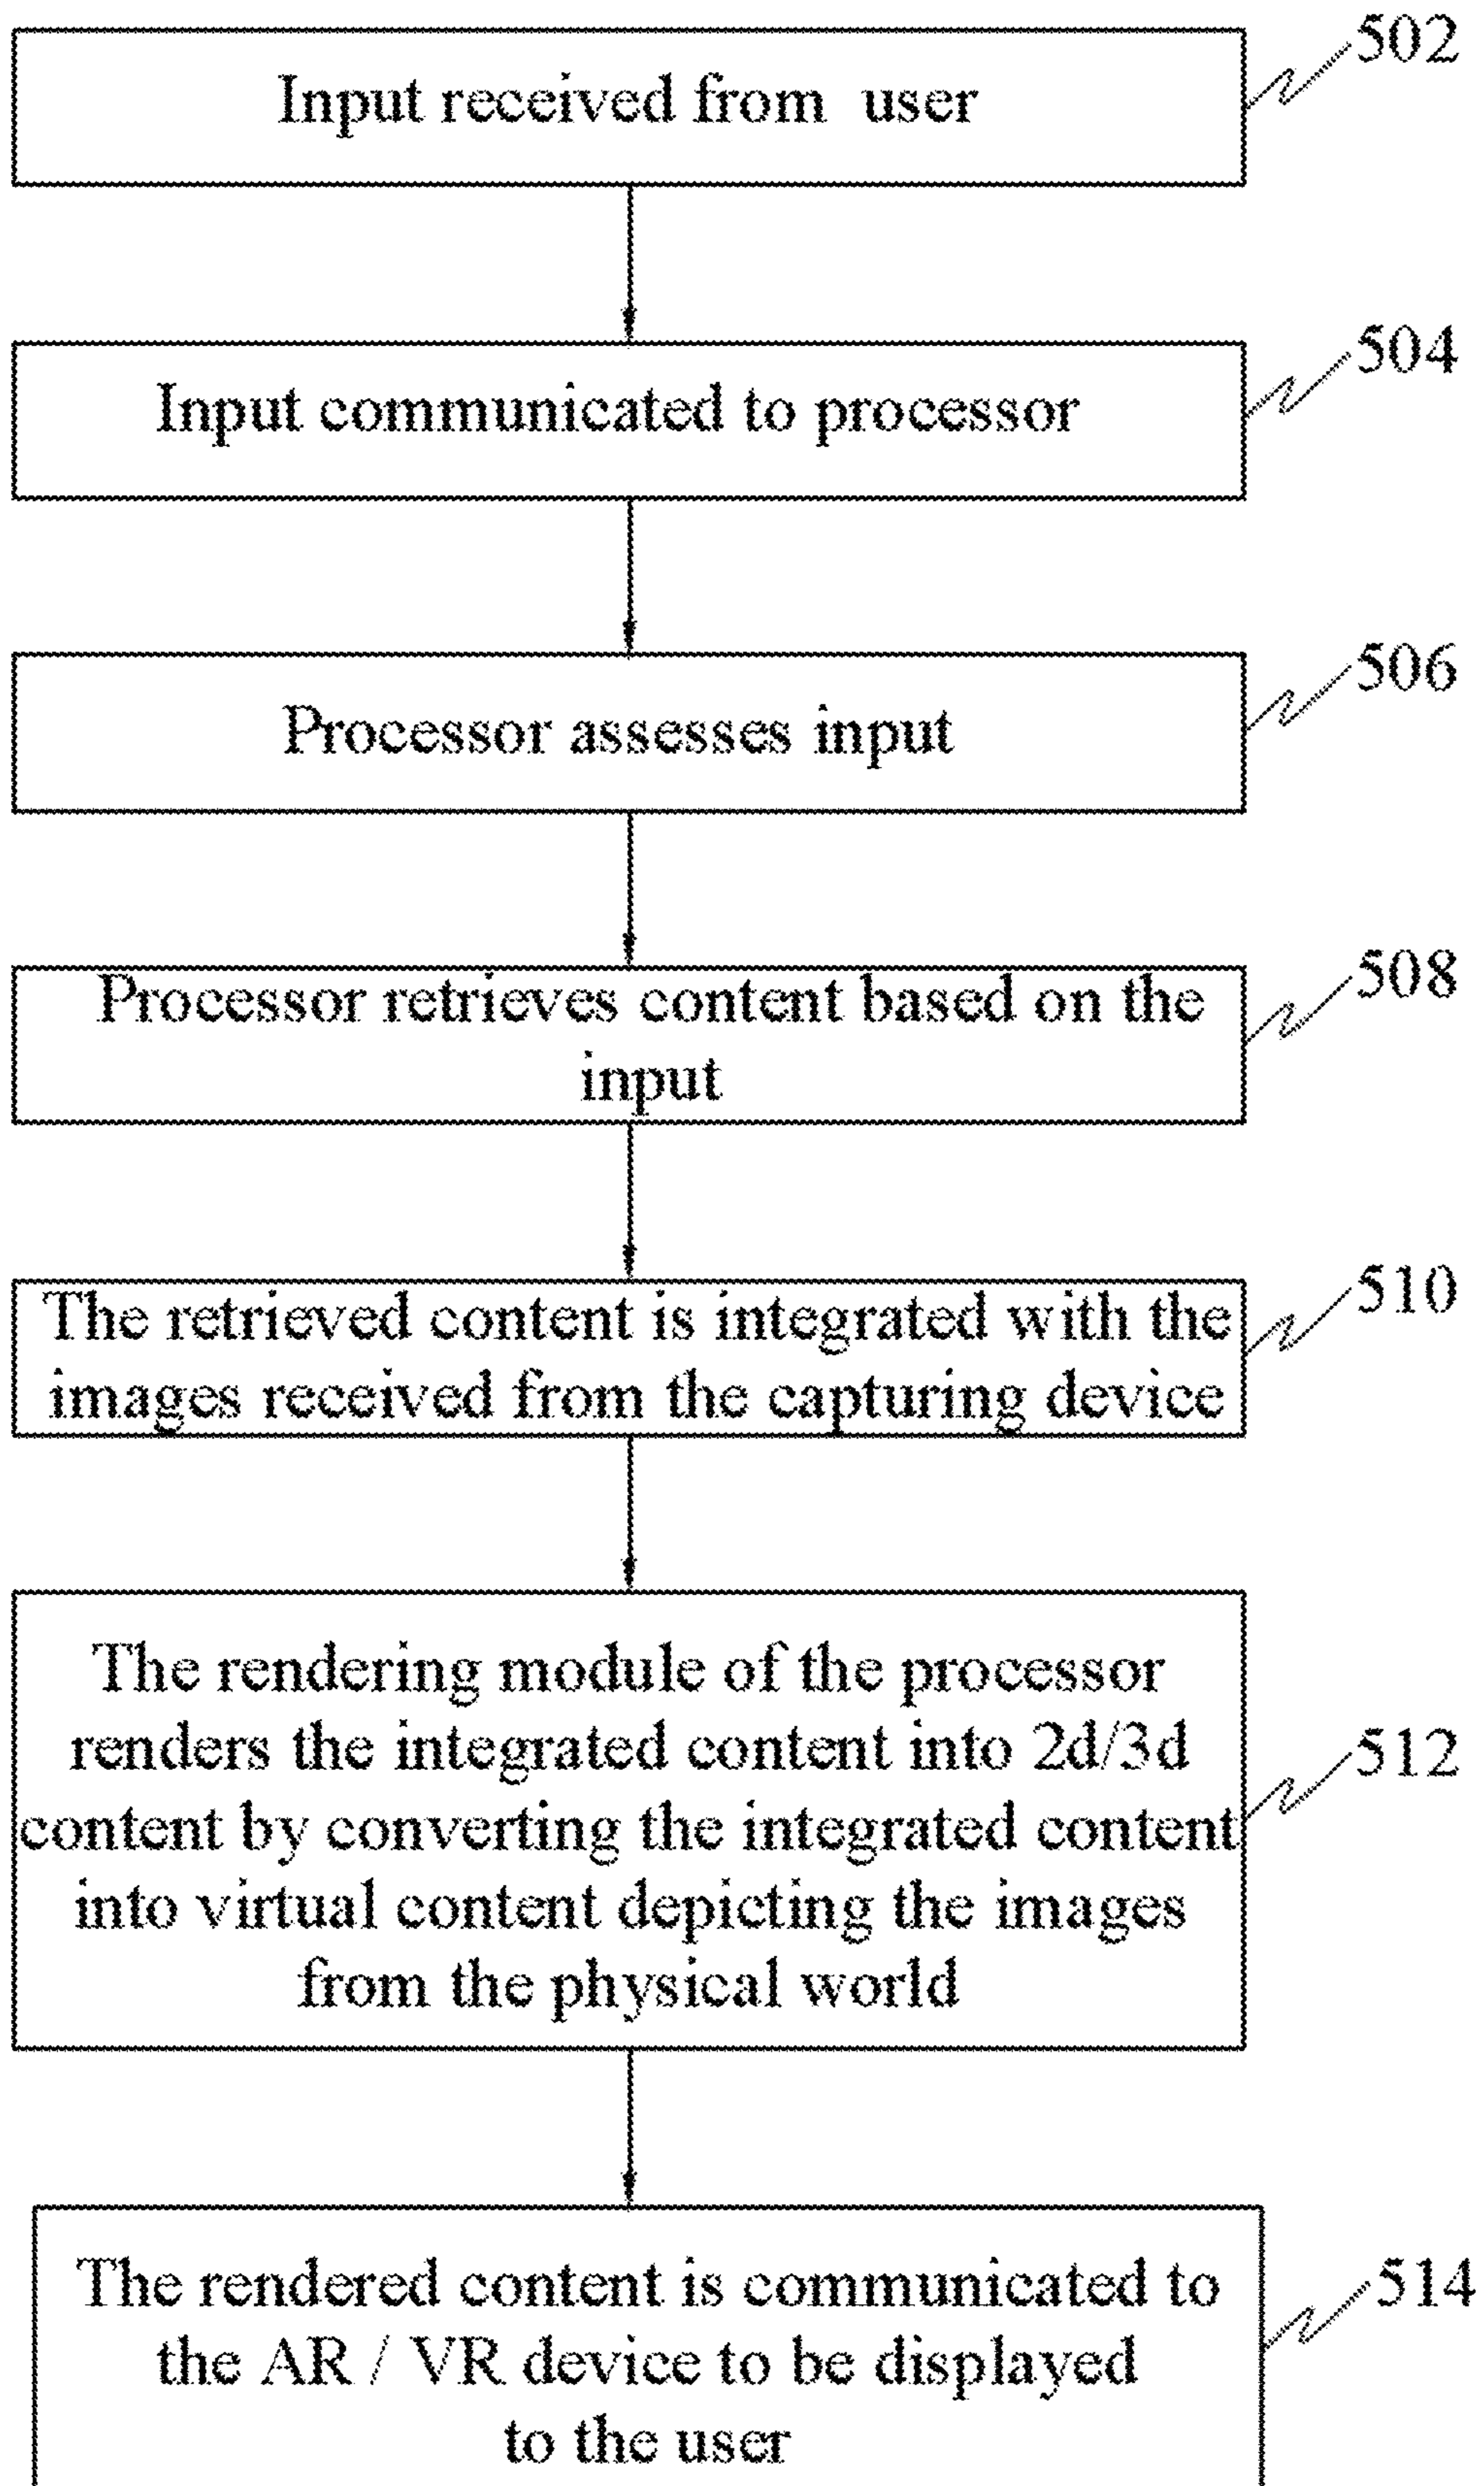 502
Input received from user
504
Input communicated to processor
506
Processor assesses input
508
Processor retrieves content based on the
input
510
The retrieved content is integrated with the
images received from the capturing device
The rendering module of the processor
renders the integrated content into 2d/3d
512
content by converting the integrated content
into virtual content depicting the images
from the physical world
The rendered content is communicated to
514
the AR / VR device to be displayed
to the user